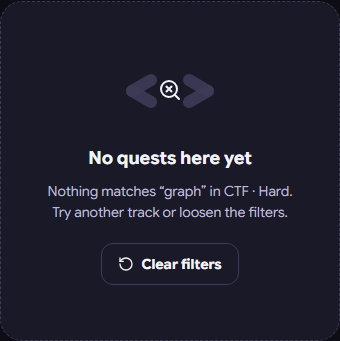 No quests here yet
Nothing matches “graph” in CTF · Hard.
Try another track or loosen the filters.
Clear filters